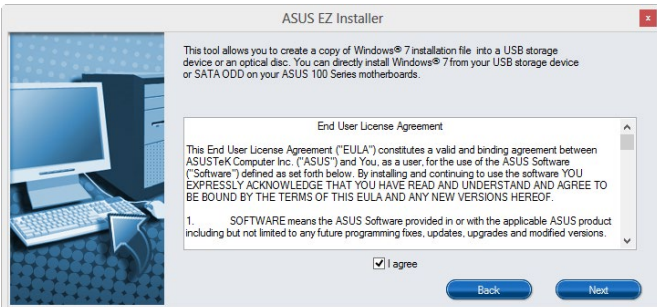 ASUS EZ Installer
x
This tool allows you to create a copy of Windows® 7 installation file into a USB storage
device or an optical disc. You can directly install Windows® 7 from your USB storage device
or SATA ODD on your ASUS 100 Series motherboards.
End User License Agreement
This End User License Agreement ("EULA") constitutes a valid and binding agreement between
ASUSTeK Computer Inc. ("ASUS") and You, as a user, for the use of the ASUS Software
("Software") defined as set forth below. By installing and continuing to use the software YOU
EXPRESSLY ACKNOWLEDGE THAT YOU HAVE READ AND UNDERSTAND AND AGREE TO
BE BOUND BY THE TERMS OF THIS EULA AND ANY NEW VERSIONS HEREOF.
1. SOFTWARE means the ASUS Software provided in or with the applicable ASUS product
including but not limited to any future programming fixes, updates, upgrades and modified versions.
I agree
Back Next